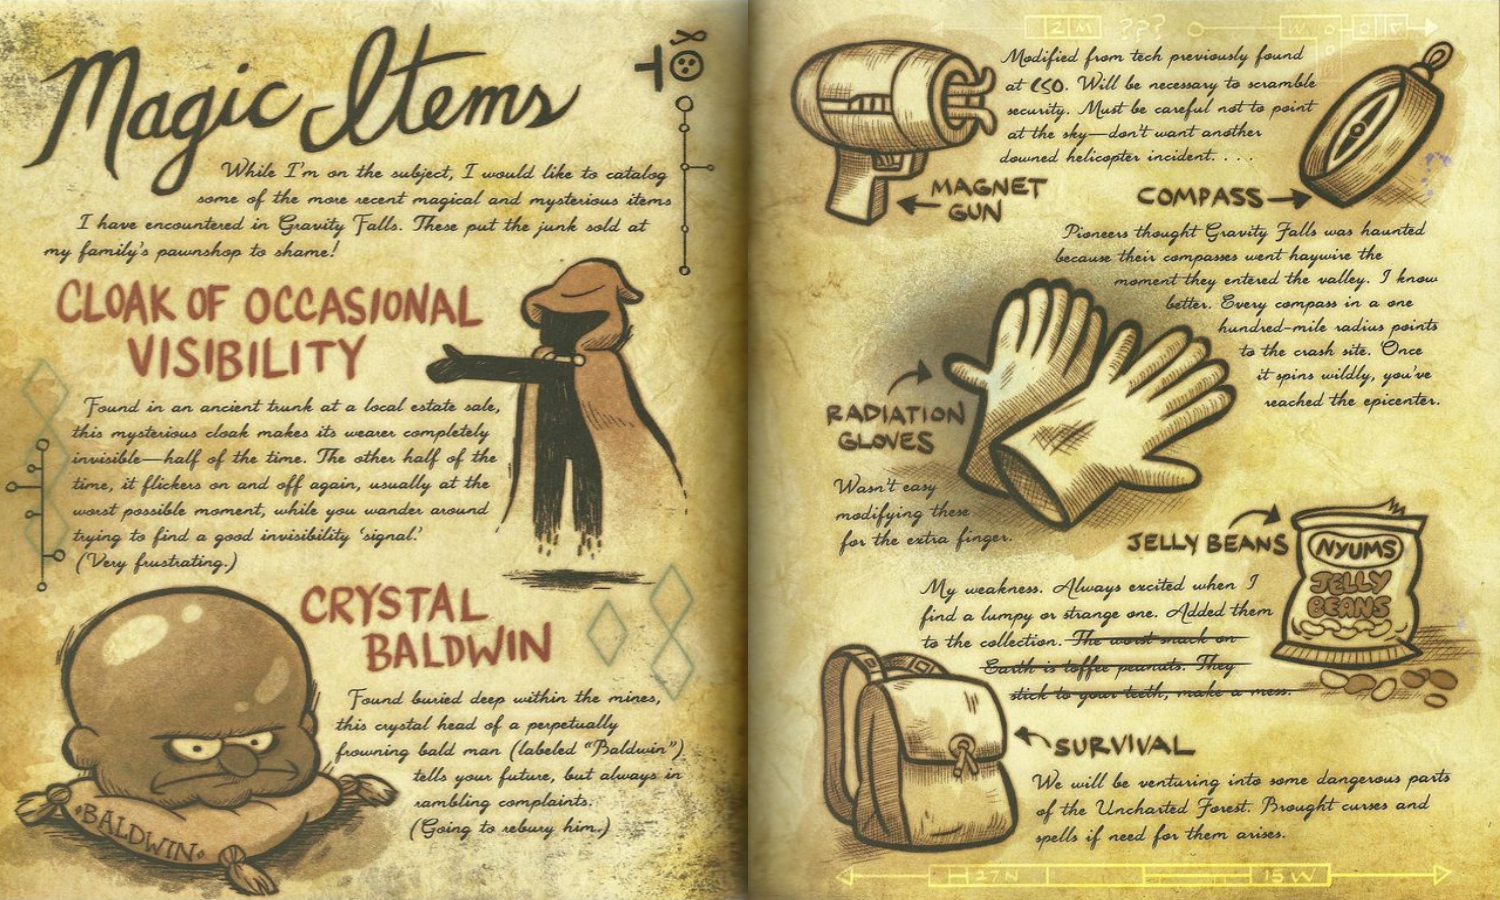 Magic Items
While I'm on the subject, I would like to catalog
some of the more recent magical and mysterious items
I have encountered in Gravity Falls. These put the junk sold at
my family's pawnshop to shame!
CLOAK OF OCCASIONAL
VISIBILITY
Found in an ancient trunk at a local estate sale,
this mysterious cloak makes its wearer completely
invisible—half of the time. The other half of the
time, it flickers on and off again, usually at the
worst possible moment, while you wander around
trying to find a good invisibility 'signal.'
(Very frustrating.)
CRYSTAL
BALDWIN
Found buried deep within the mines,
this crystal head of a perpetually
frowning bald man (labeled "Baldwin")
tells your future, but always in
rambling complaints.
(Going to rebury him.)
BALDWIN
2M ??? W
Modified from tech previously found
at CSO. Will be necessary to scramble
security. Must be careful not to point
at the sky—don't want another
downed helicopter incident. . . .
MAGNET
GUN
COMPASS
Pioneers thought Gravity Falls was haunted
because their compasses went haywire the
moment they entered the valley. I know
better. Every compass in a one
hundred-mile radius points
to the crash site. Once
it spins wildly, you've
reached the epicenter.
RADIATION
GLOVES
Wasn't easy
modifying these
for the extra finger.
JELLY BEANS
NYUMS
JELLY
BEANS
My weakness. Always excited when I
find a lumpy or strange one. Added them
to the collection. The worst snack on
Earth is toffee peanuts. They
stick to your teeth, make a mess.
SURVIVAL
We will be venturing into some dangerous parts
of the Uncharted Forest. Brought curses and
spells if need for them arises.
27N 15W